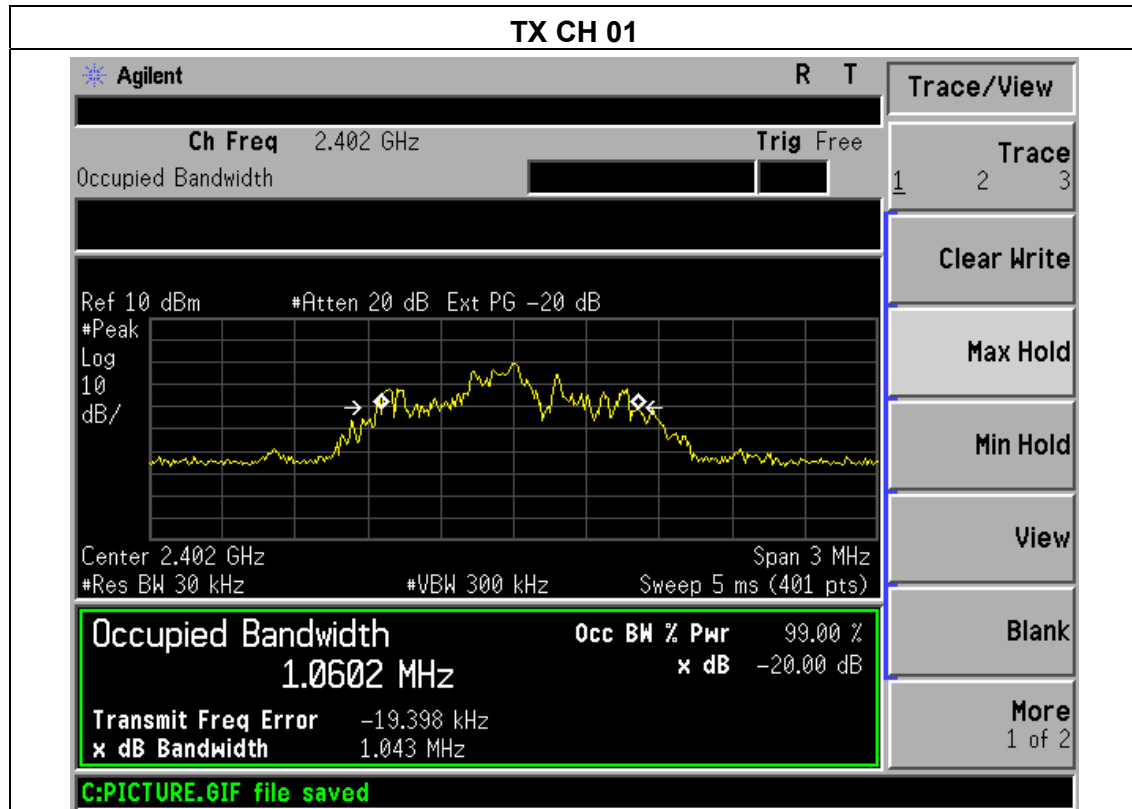 TX CH 01
Agilent R T
Trace/View
Ch Freq 2.402 GHz Trig Free
Occupied Bandwidth
Trace
1 2 3
Clear Write
Max Hold
Min Hold
View
Blank
More
1 of 2
Ref 10 dBm #Atten 20 dB Ext PG -20 dB
#Peak
Log
10
dB/
Center 2.402 GHz Span 3 MHz
#Res BW 30 kHz #VBW 300 kHz Sweep 5 ms (401 pts)
Occupied Bandwidth Occ BW % Pwr 99.00 %
1.0602 MHz x dB -20.00 dB
Transmit Freq Error -19.398 kHz
x dB Bandwidth 1.043 MHz
C:PICTURE.GIF file saved